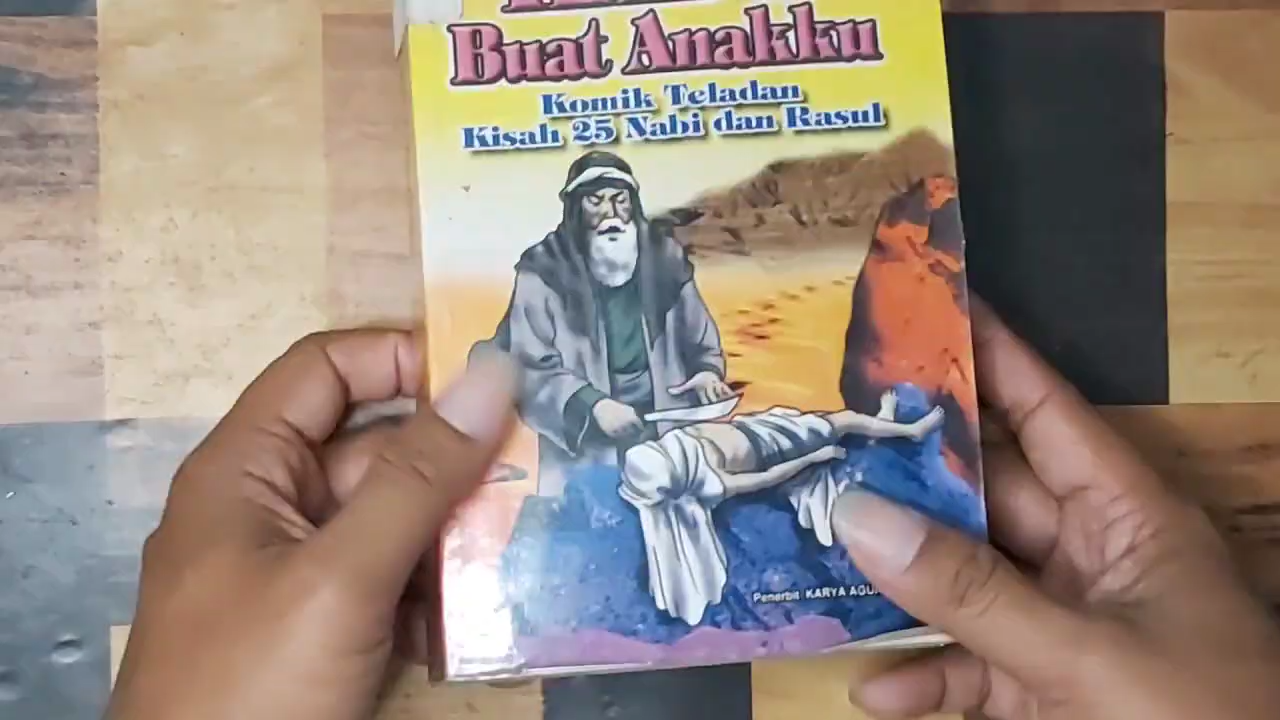 Buat Anakku
Komik Teladan
Kisah 25 Nabi dan Rasul
Penerbit KARYA